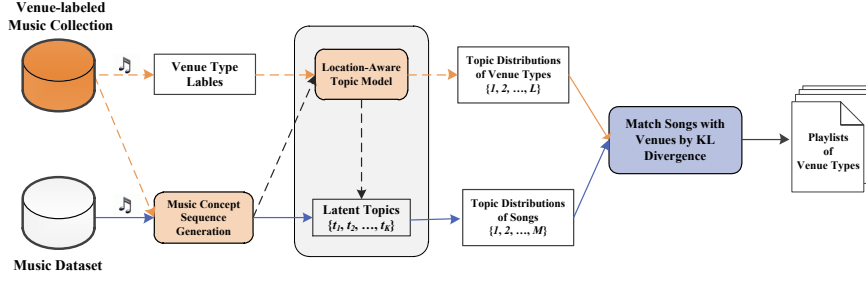 Venue-labeled
Music Collection
Venue Type
Lables
Location-Aware
Topic Model
Topic Distributions
of Venue Types
{1, 2, ..., L}
Match Songs with
Venues by KL
Divergence
Playlists
of
Venue Types
Music Concept
Sequence
Generation
Latent Topics
{t1, t2, ..., tK}
Topic Distributions
of Songs
{1, 2, ..., M}
Music Dataset